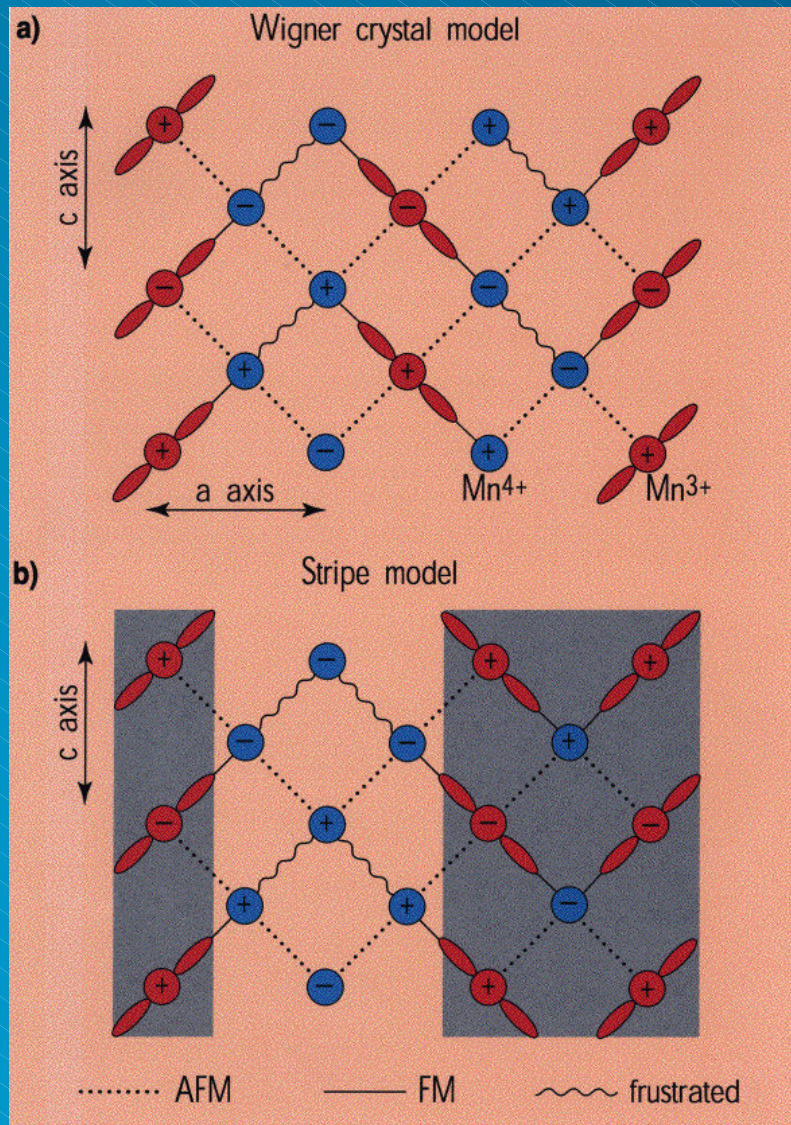 a)
Wigner crystal model
+ − + +
c axis
− − +
− + − −
+ + −
+ − + −
a axis
Mn4+ Mn3+
b)
Stripe model
+ − + +
c axis
− − +
− + − −
+ + −
+ − + +
AFM FM frustrated